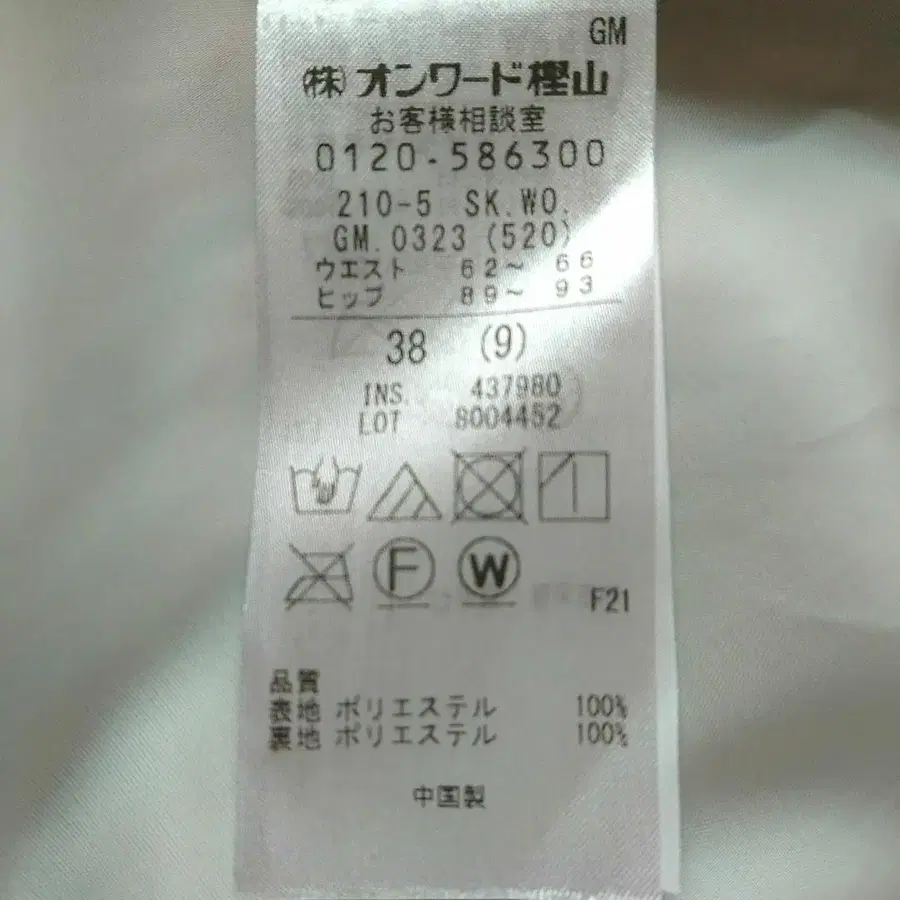 GM
(株)オンワード樫山
お客様相談室
0120-586300
210-5 SK.WO.
GM.0323 (520)
ウエスト 62~ 66
ヒップ 89~ 93
38 (9)
INS. 437980
LOT 8004452
F W
F21
品質
表地 ポリエステル 100%
裏地 ポリエステル 100%
中国製